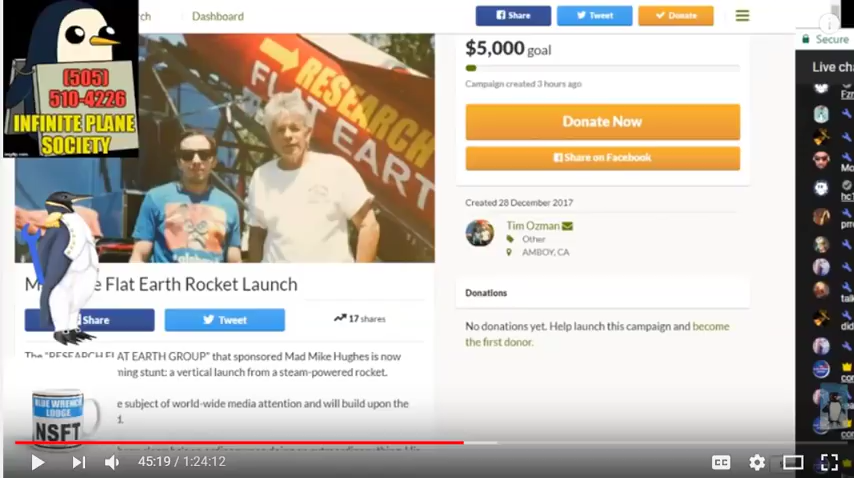 (505)
510-4226
INFINITE PLANE
SOCIETY
Dashboard
Share
Tweet
Donate
RESEARCH
FLAT EARTH
$5,000 goal
Campaign created 3 hours ago
Donate Now
Share on Facebook
Created 28 December 2017
Tim Ozman
Other
AMBOY, CA
Flat Earth Rocket Launch
Share
Tweet
17 shares
Donations
No donations yet. Help launch this campaign and become
the first donor.
The "RESEARCH FLAT EARTH GROUP" that sponsored Mad Mike Hughes is now
ming stunt: a vertical launch from a steam-powered rocket.
e subject of world-wide media attention and will build upon the
BLUE WRENCH
LODGE
NSFT
45:19 / 1:24:12
CC
Secure
Live cha